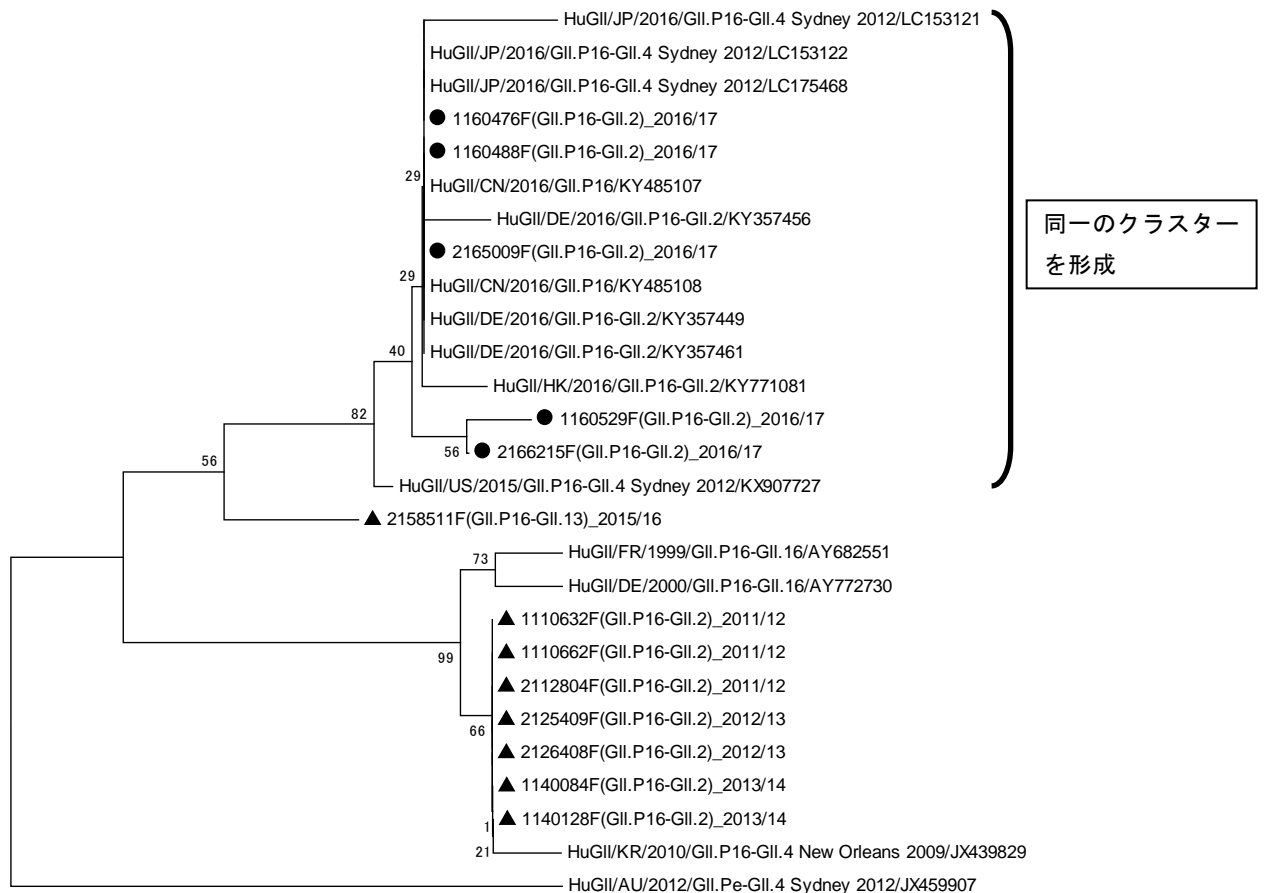 HuGII/JP/2016/GII.P16-GII.4 Sydney 2012/LC153121
HuGII/JP/2016/GII.P16-GII.4 Sydney 2012/LC153122
HuGII/JP/2016/GII.P16-GII.4 Sydney 2012/LC175468
1160476F(GII.P16-GII.2)_2016/17
1160488F(GII.P16-GII.2)_2016/17
29
HuGII/CN/2016/GII.P16/KY485107
HuGII/DE/2016/GII.P16-GII.2/KY357456
同一のクラスター
を形成
2165009F(GII.P16-GII.2)_2016/17
29
HuGII/CN/2016/GII.P16/KY485108
HuGII/DE/2016/GII.P16-GII.2/KY357449
HuGII/DE/2016/GII.P16-GII.2/KY357461
40
HuGII/HK/2016/GII.P16-GII.2/KY771081
82
1160529F(GII.P16-GII.2)_2016/17
56
2166215F(GII.P16-GII.2)_2016/17
56
HuGII/US/2015/GII.P16-GII.4 Sydney 2012/KX907727
2158511F(GII.P16-GII.13)_2015/16
HuGII/FR/1999/GII.P16-GII.16/AY682551
73
HuGII/DE/2000/GII.P16-GII.16/AY772730
1110632F(GII.P16-GII.2)_2011/12
1110662F(GII.P16-GII.2)_2011/12
99
2112804F(GII.P16-GII.2)_2011/12
2125409F(GII.P16-GII.2)_2012/13
66
2126408F(GII.P16-GII.2)_2012/13
1140084F(GII.P16-GII.2)_2013/14
1140128F(GII.P16-GII.2)_2013/14
1
21
HuGII/KR/2010/GII.P16-GII.4 New Orleans 2009/JX439829
HuGII/AU/2012/GII.Pe-GII.4 Sydney 2012/JX459907